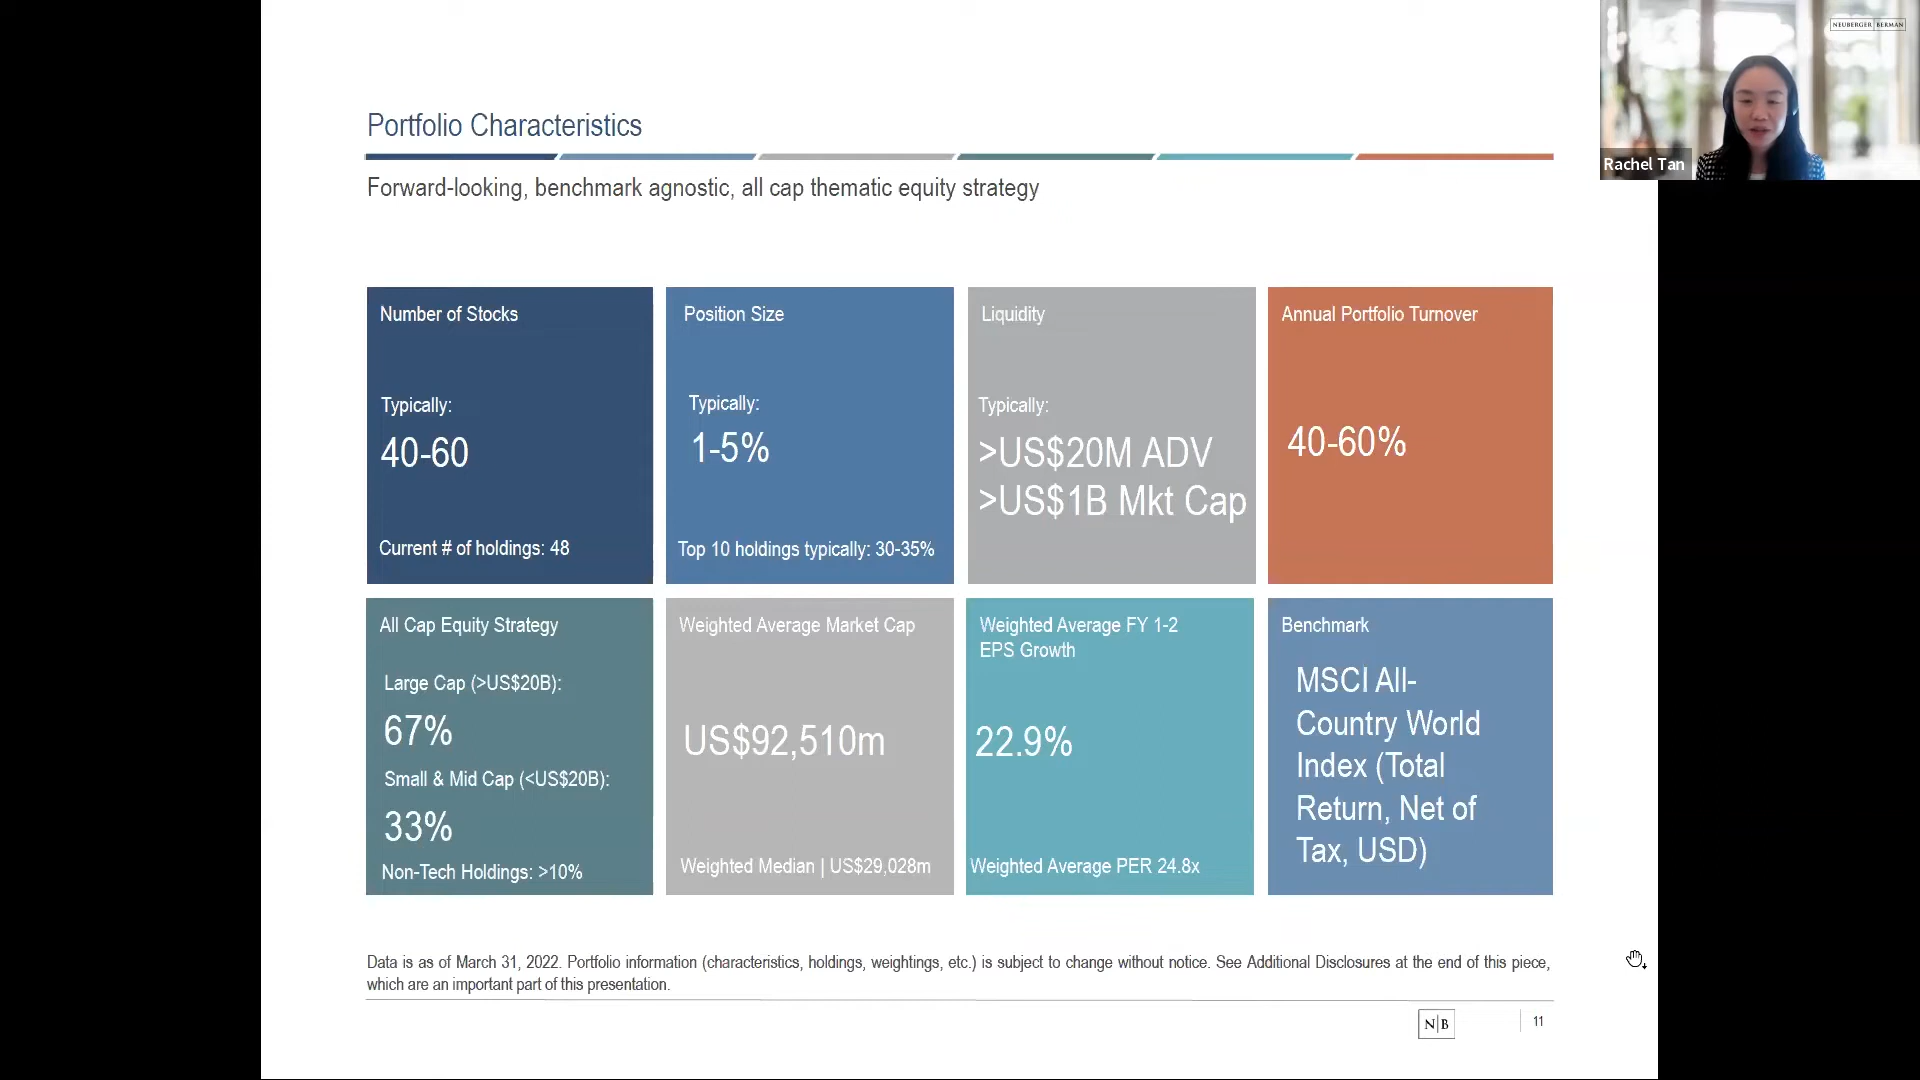 NEUBERGER BERMAN
Rachel Tan
Portfolio Characteristics
Forward-looking, benchmark agnostic, all cap thematic equity strategy
Number of Stocks
Typically:
40-60
Current # of holdings: 48
Position Size
Typically:
1-5%
Top 10 holdings typically: 30-35%
Liquidity
Typically:
>US$20M ADV
>US$1B Mkt Cap
Annual Portfolio Turnover
40-60%
All Cap Equity Strategy
Large Cap (>US$20B):
67%
Small & Mid Cap (<US$20B):
33%
Non-Tech Holdings: >10%
Weighted Average Market Cap
US$92,510m
Weighted Median | US$29,028m
Weighted Average FY 1-2
EPS Growth
22.9%
Weighted Average PER 24.8x
Benchmark
MSCI All-
Country World
Index (Total
Return, Net of
Tax, USD)
Data is as of March 31, 2022. Portfolio information (characteristics, holdings, weightings, etc.) is subject to change without notice. See Additional Disclosures at the end of this piece,
which are an important part of this presentation.
N|B
11